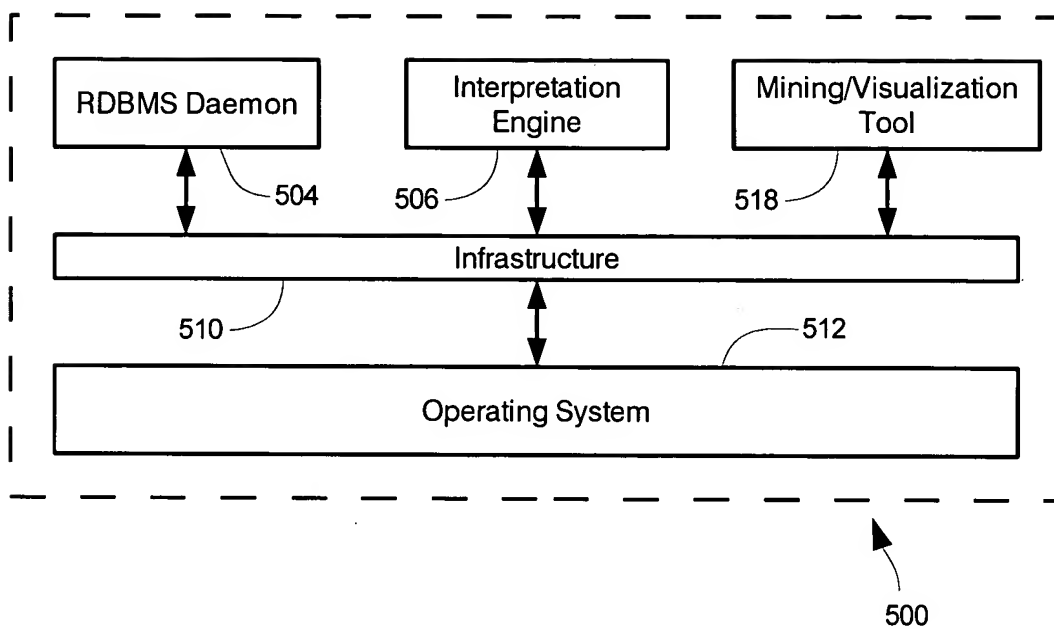 RDBMS Daemon
Interpretation
Engine
Mining/Visualization
Tool
504
506
518
Infrastructure
510
512
Operating System
500